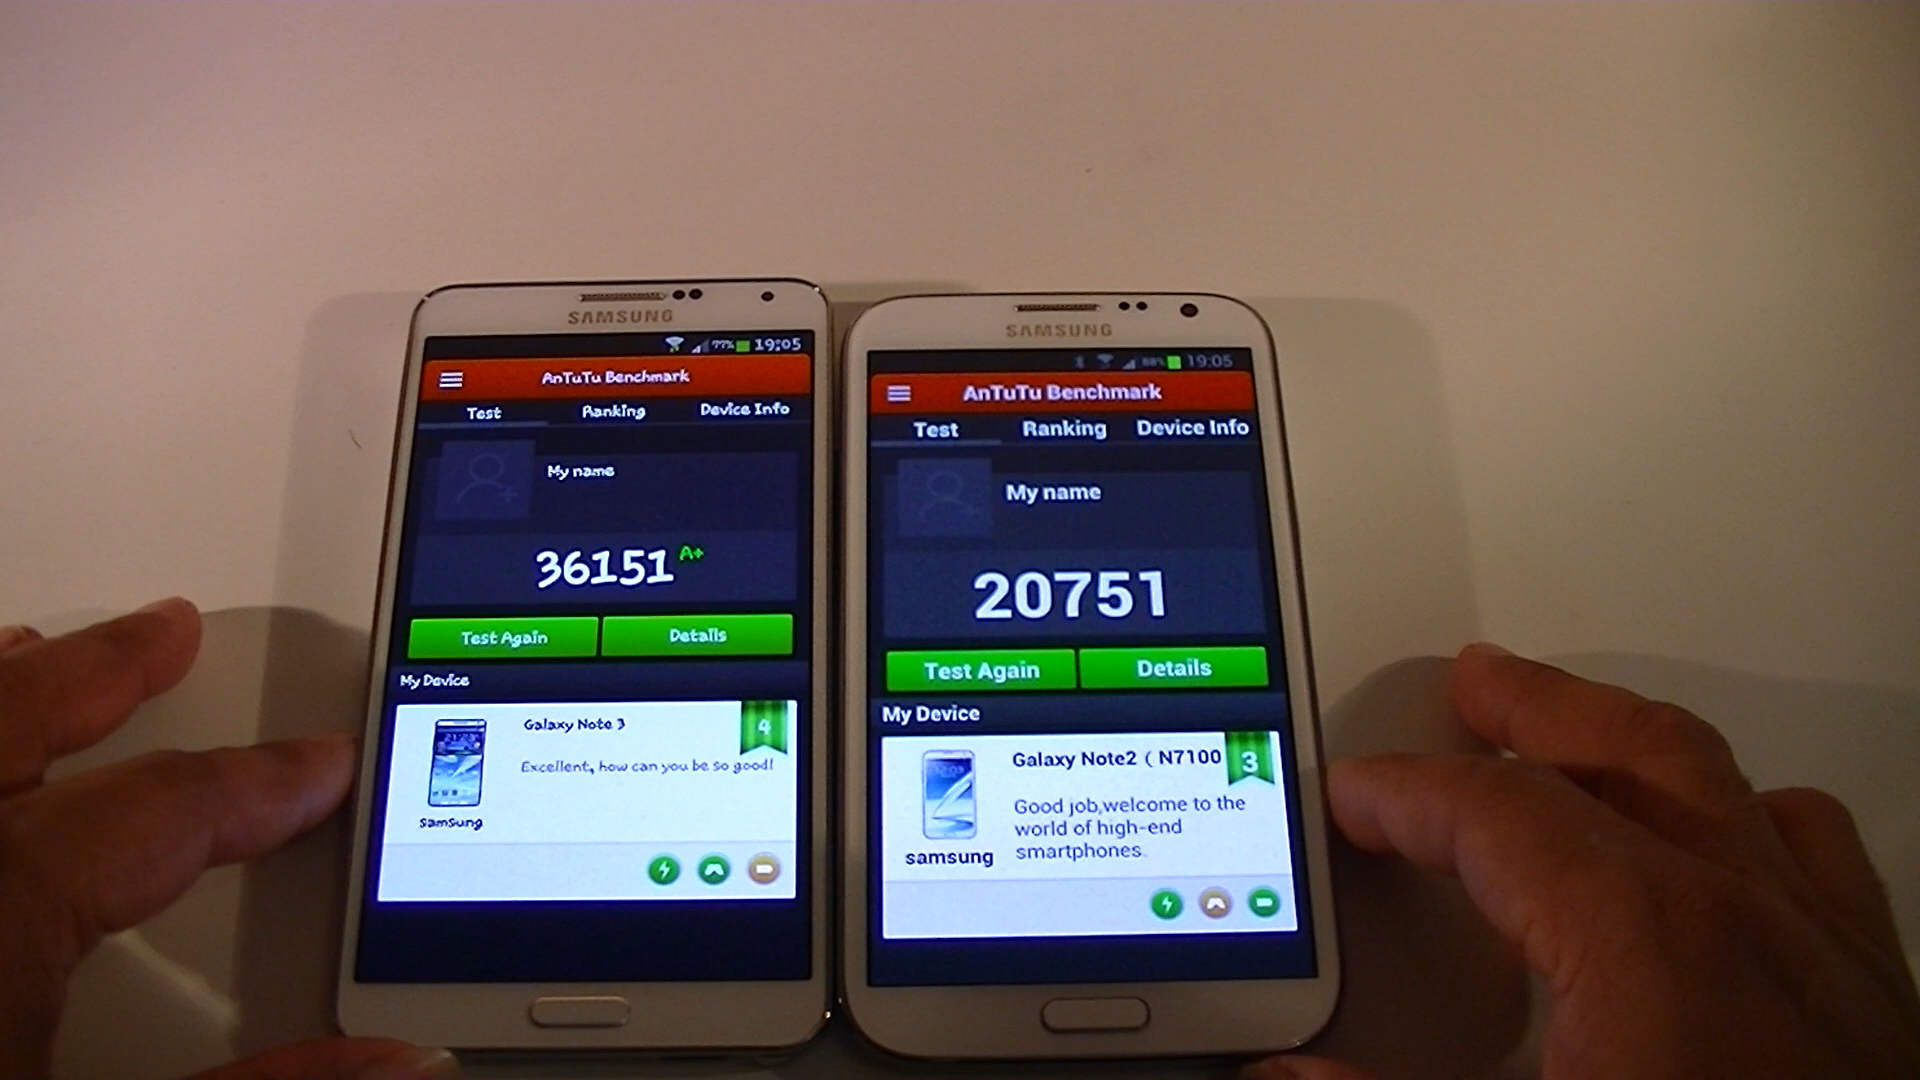 SAMSUNG
77% 19:05
AnTuTu Benchmark
Test Ranking Device Info
My name
36151 A+
Test Again Details
My Device
Galaxy Note 3
4
Excellent, how can you be so good!
samsung
SAMSUNG
19:05
AnTuTu Benchmark
Test Ranking Device Info
My name
20751
Test Again Details
My Device
Galaxy Note2 ( N7100
3
Good job,welcome to the
world of high-end
smartphones.
samsung